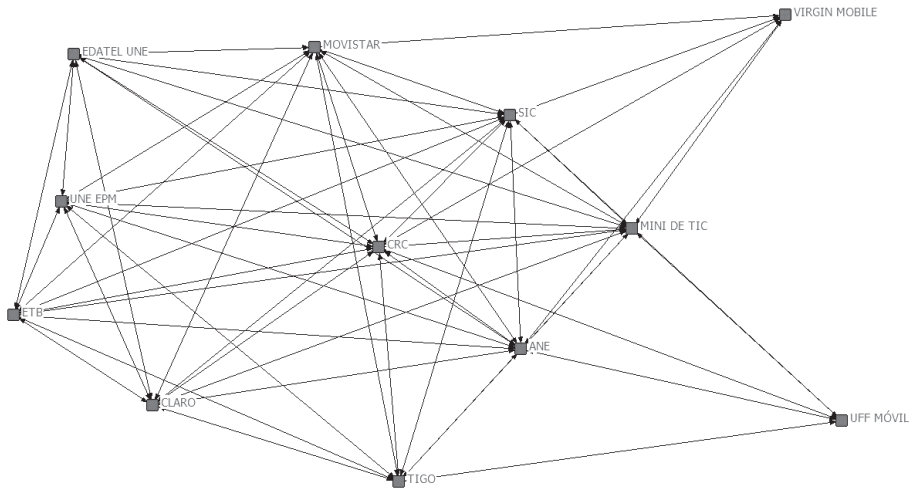 VIRGIN MOBILE
EDATEL UNE
MOVISTAR
SIC
UNE EPM
MINI DE TIC
CRC
ETB
ANE
CLARO
UFF MÓVIL
TIGO